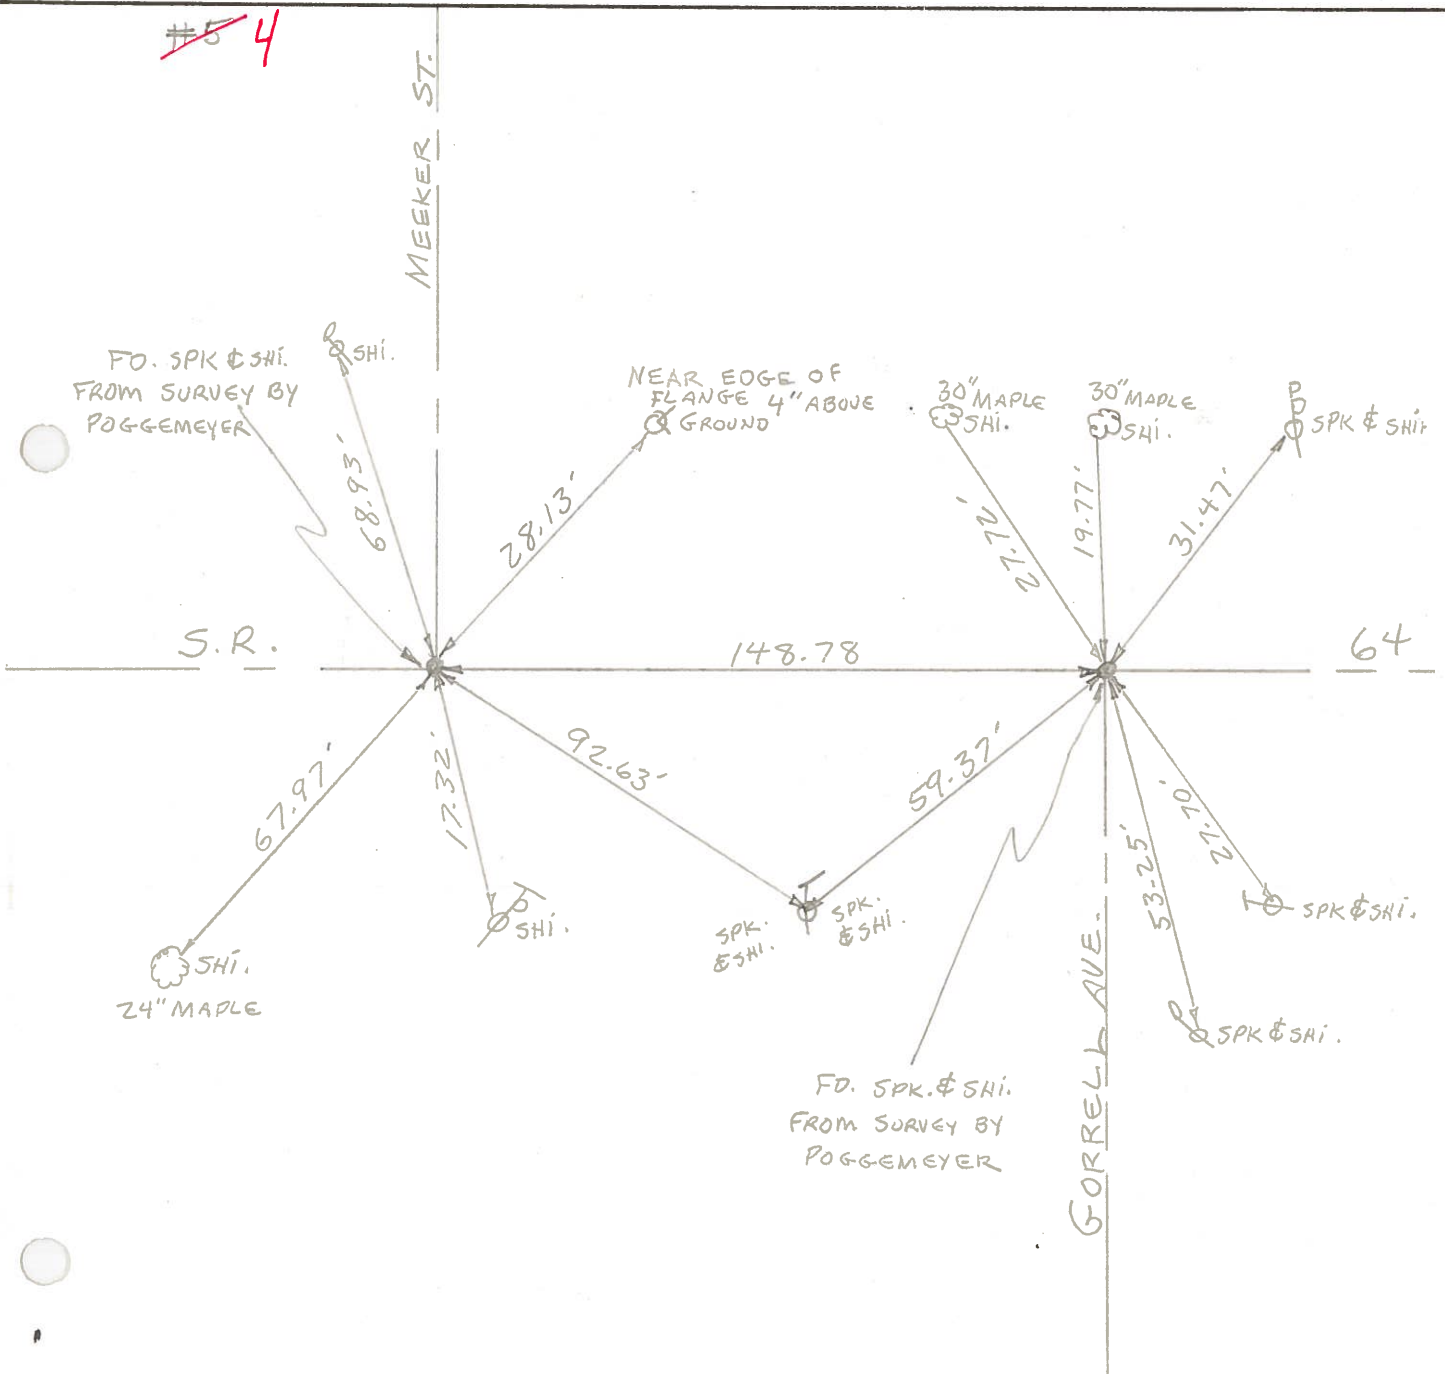 #5 4
MEEKER ST.
FD. SPK & SHi.
FROM SURVEY BY
POGGEMEYER
P
SHi.
68.93'
NEAR EDGE OF
FLANGE 4" ABOVE
GROUND
28.13'
30" MAPLE
SHi.
27.72'
30" MAPLE
SHi.
19.77'
P
P
SPK & SHi
31.47'
S.R.
148.78
64
67.97'
SHi.
24" MAPLE
17.32'
T
P
SHi.
92.63'
SPK.
& SHi.
T
SPK.
& SHi.
59.37'
FD. SPK. & SHi.
FROM SURVEY BY
POGGEMEYER
27.70'
T
SPK & SHi.
53.25'
P
SPK & SHi.
GORRELL AVE.